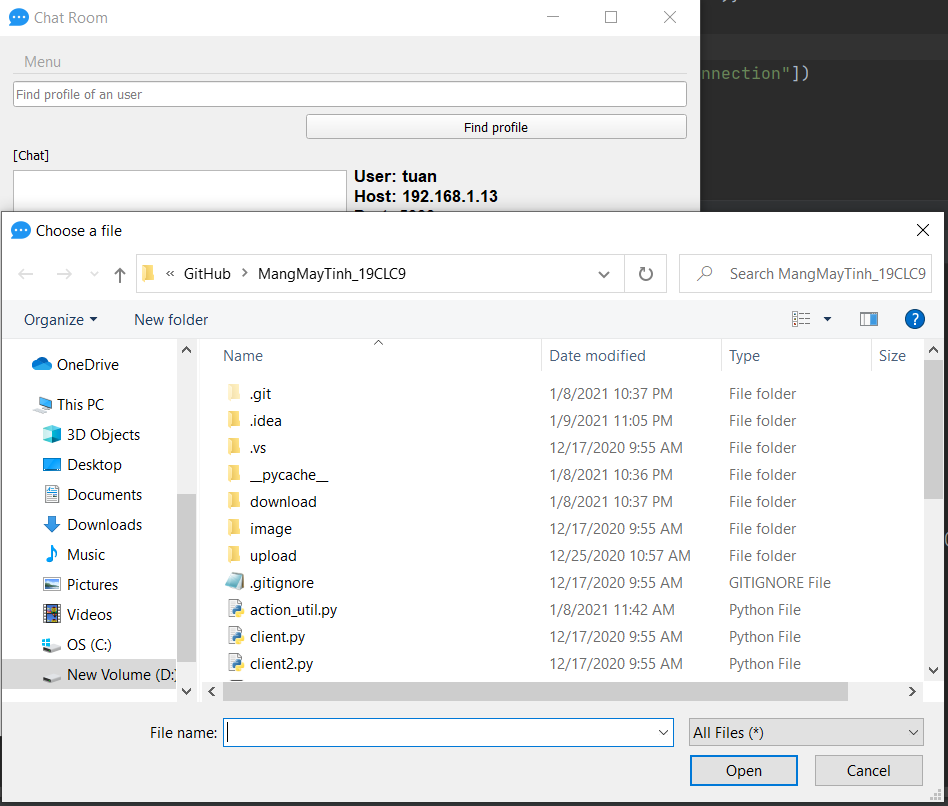 Chat Room
nnection"])
Menu
Find profile of an user
Find profile
[Chat]
User: tuan
Host: 192.168.1.13
Choose a file
« GitHub > MangMayTinh_19CLC9
Search MangMayTinh_19CLC9
Organize
New folder
?
Name Date modified Type Size
OneDrive
This PC
3D Objects
Desktop
Documents
Downloads
Music
Pictures
Videos
OS (C:)
New Volume (D:)
.git 1/8/2021 10:37 PM File folder
.idea 1/9/2021 11:05 PM File folder
.vs 12/17/2020 9:55 AM File folder
__pycache__ 1/8/2021 10:36 PM File folder
download 1/8/2021 10:37 PM File folder
image 12/17/2020 9:55 AM File folder
upload 12/25/2020 10:57 AM File folder
.gitignore 12/17/2020 9:55 AM GITIGNORE File
action_util.py 1/8/2021 11:42 AM Python File
client.py 12/17/2020 9:55 AM Python File
client2.py 12/17/2020 9:55 AM Python File
File name:
All Files (*)
Open
Cancel